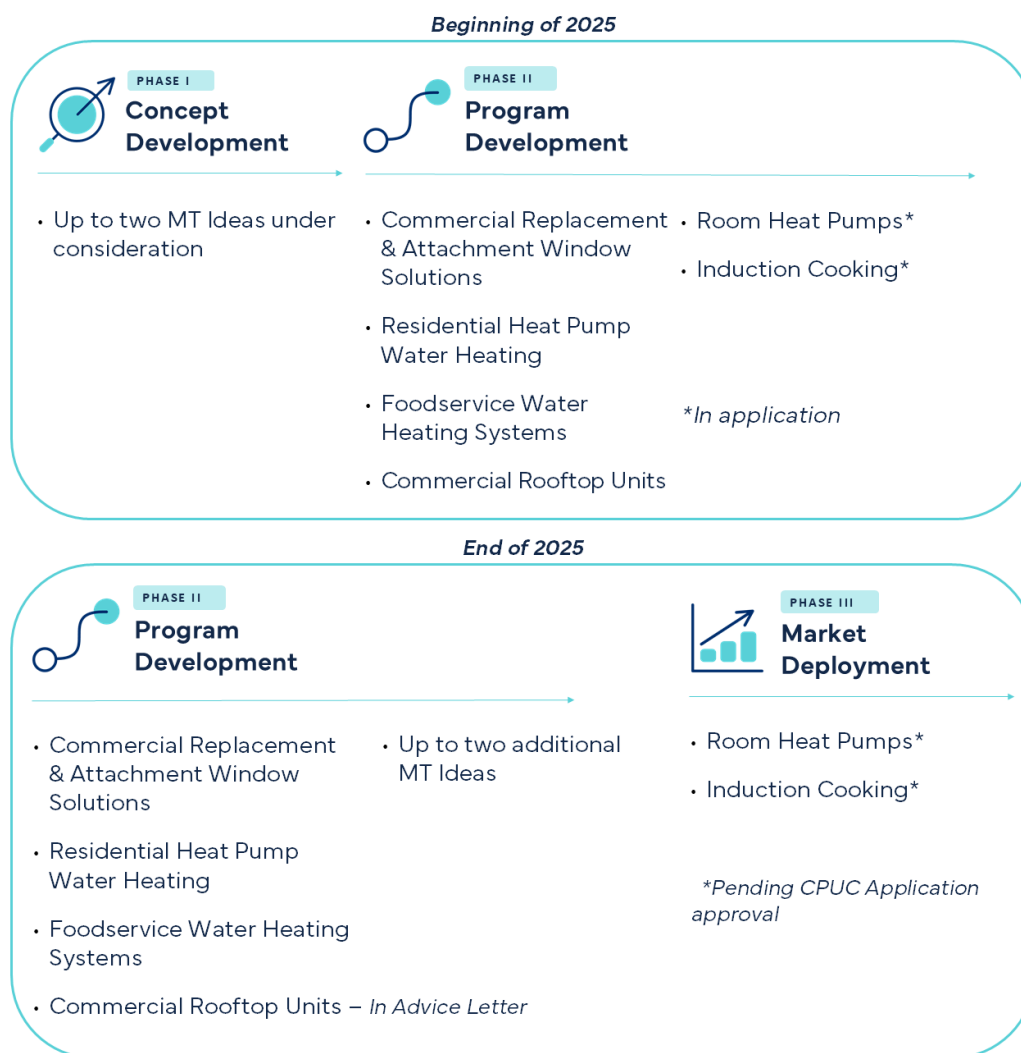 Beginning of 2025
PHASE I
Concept
Development
• Up to two MT Ideas under
consideration
PHASE II
Program
Development
• Commercial Replacement
& Attachment Window
Solutions
• Residential Heat Pump
Water Heating
• Foodservice Water
Heating Systems
• Commercial Rooftop Units
• Room Heat Pumps*
• Induction Cooking*
*In application
End of 2025
PHASE II
Program
Development
• Commercial Replacement
& Attachment Window
Solutions
• Residential Heat Pump
Water Heating
• Foodservice Water Heating
Systems
• Commercial Rooftop Units – In Advice Letter
• Up to two additional
MT Ideas
PHASE III
Market
Deployment
• Room Heat Pumps*
• Induction Cooking*
*Pending CPUC Application
approval